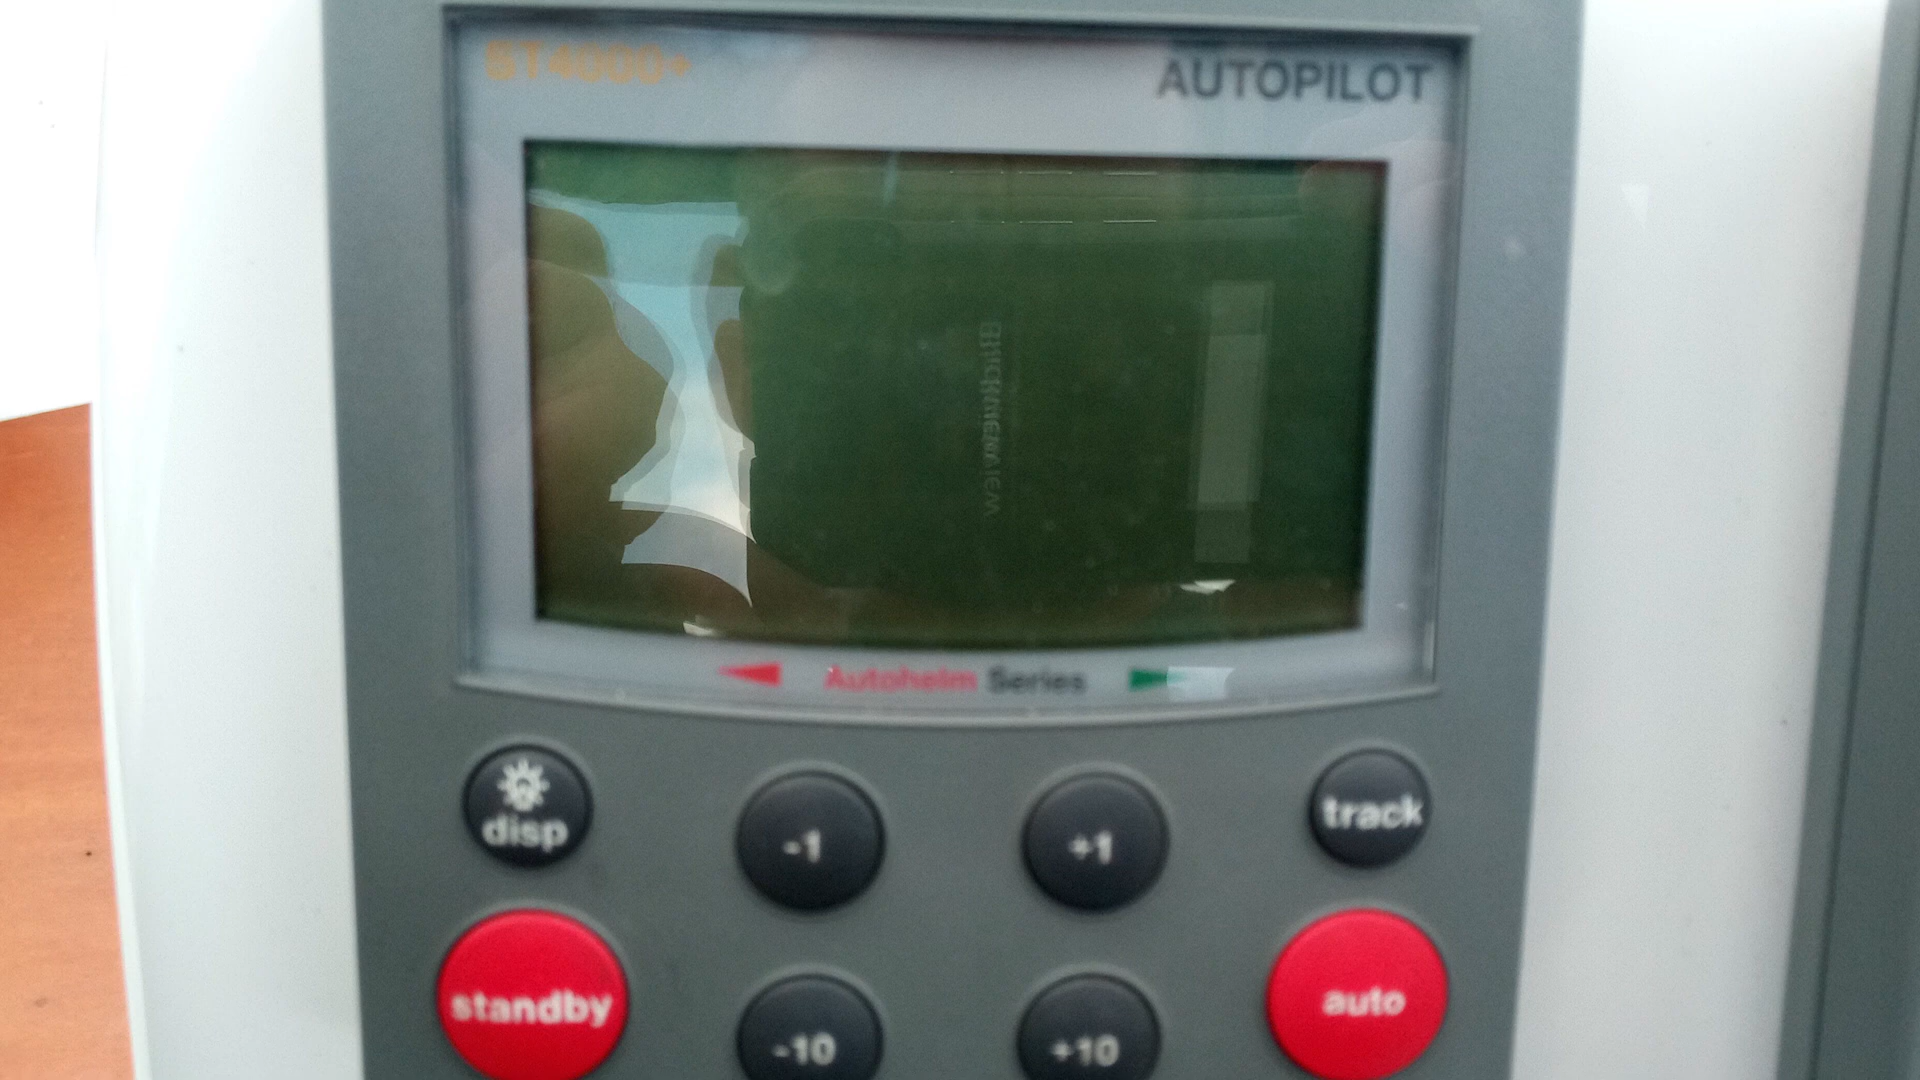 ST4000+
AUTOPILOT
Autohelm Series
disp
-1
+1
track
standby
-10
+10
auto